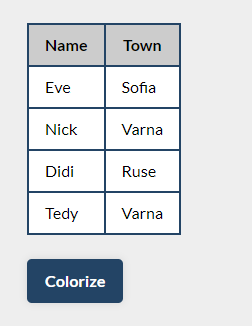 Name Town
Eve Sofia
Nick Varna
Didi Ruse
Tedy Varna
Colorize